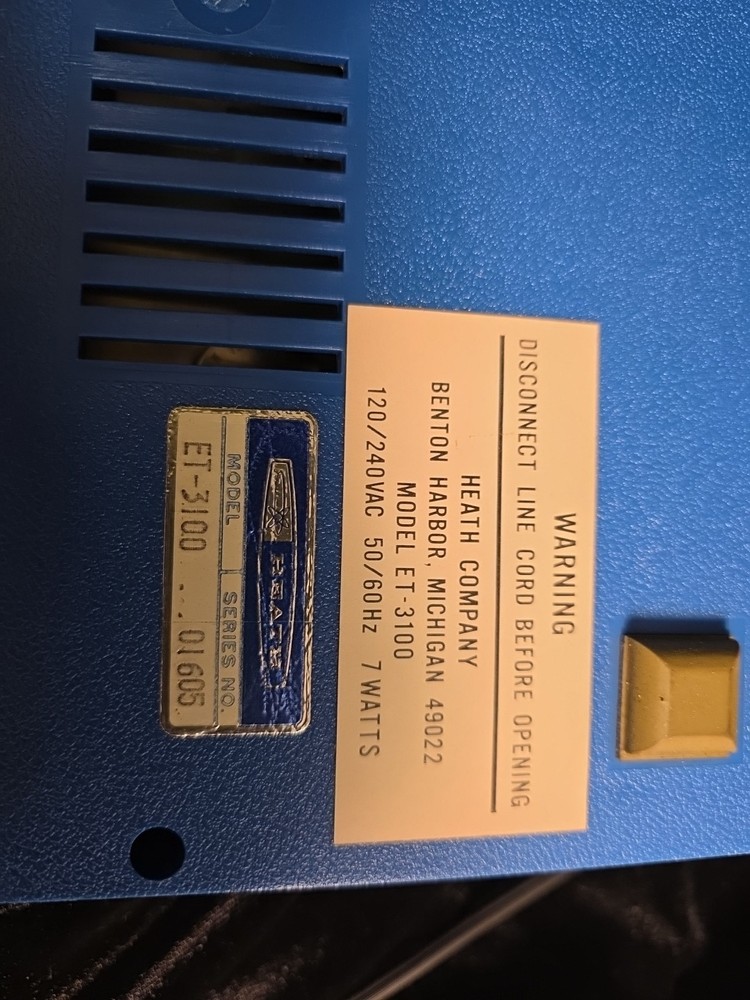 WARNING
DISCONNECT LINE CORD BEFORE OPENING
HEATH COMPANY
BENTON HARBOR, MICHIGAN 49022
MODEL ET-3100
120/240VAC 50/60Hz 7 WATTS
HEATH
MODEL SERIES NO.
ET-3100 01605